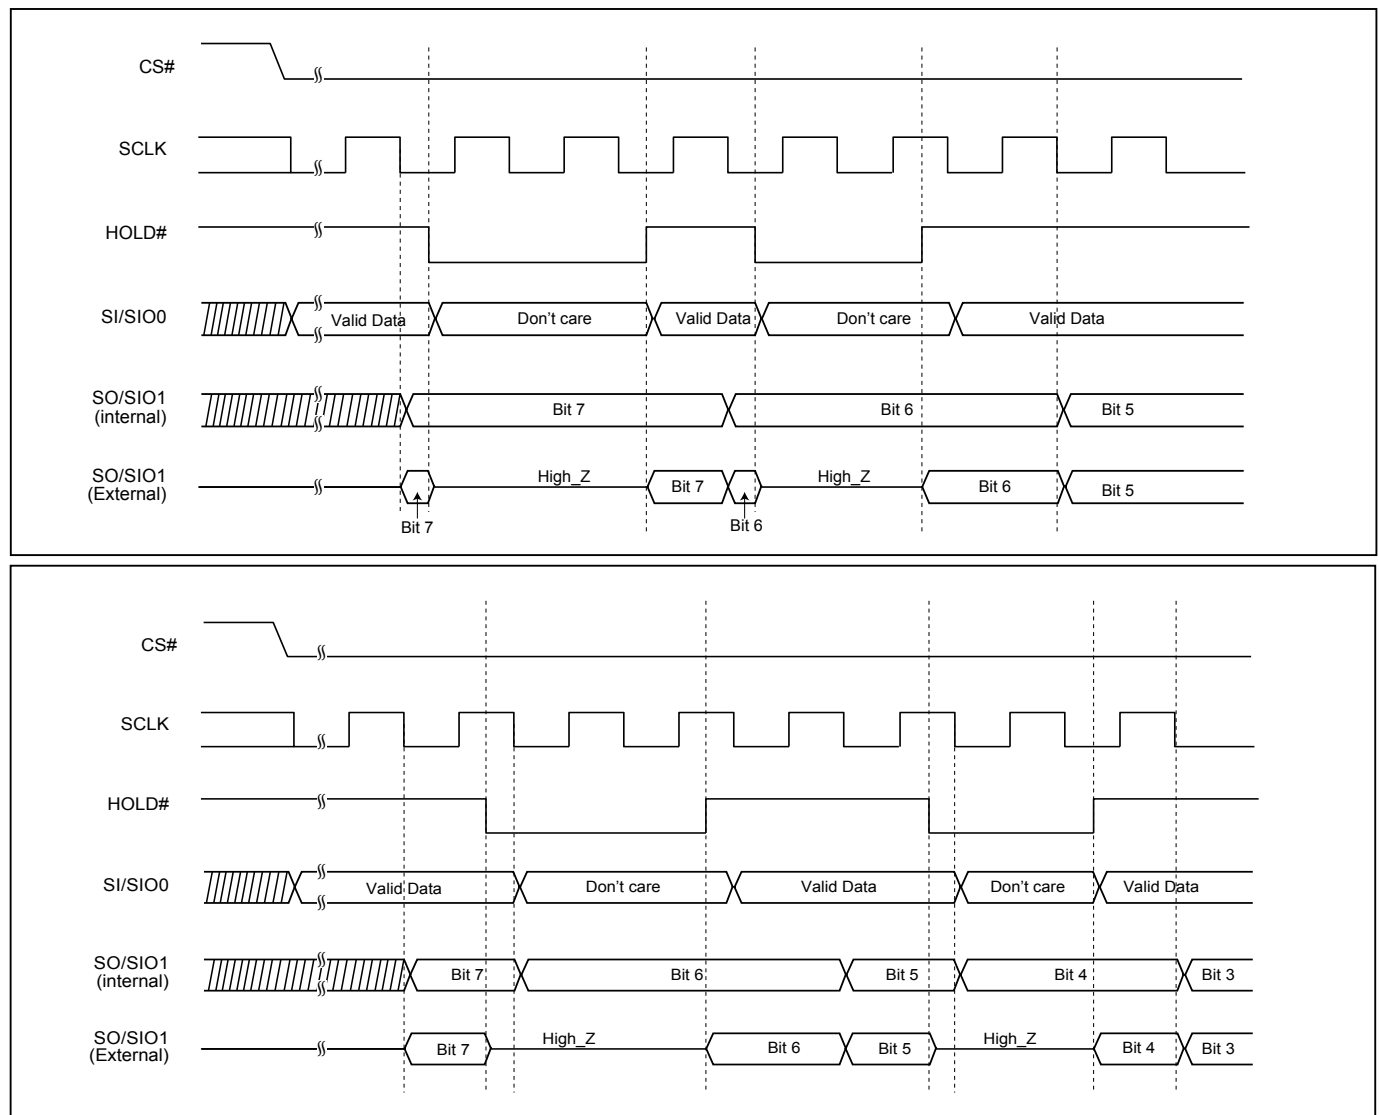 CS#
SCLK
HOLD#
SI/SIO0
Valid Data
Don't care
Valid Data
Don't care
Valid Data
SO/SIO1
(internal)
Bit 7
Bit 6
Bit 5
SO/SIO1
(External)
High_Z
Bit 7
High_Z
Bit 6
Bit 5
Bit 7
Bit 6
CS#
SCLK
HOLD#
SI/SIO0
Valid Data
Don't care
Valid Data
Don't care
Valid Data
SO/SIO1
(internal)
Bit 7
Bit 6
Bit 5
Bit 4
Bit 3
SO/SIO1
(External)
Bit 7
High_Z
Bit 6
Bit 5
High_Z
Bit 4
Bit 3